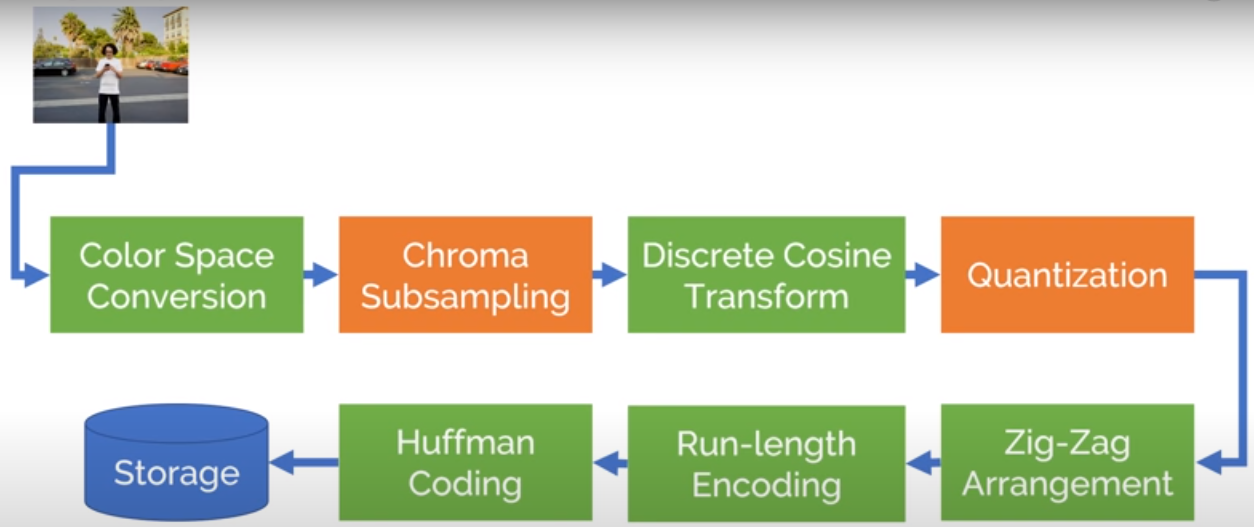 Color Space
Conversion
Chroma
Subsampling
Discrete Cosine
Transform
Quantization
Zig-Zag
Arrangement
Run-length
Encoding
Huffman
Coding
Storage